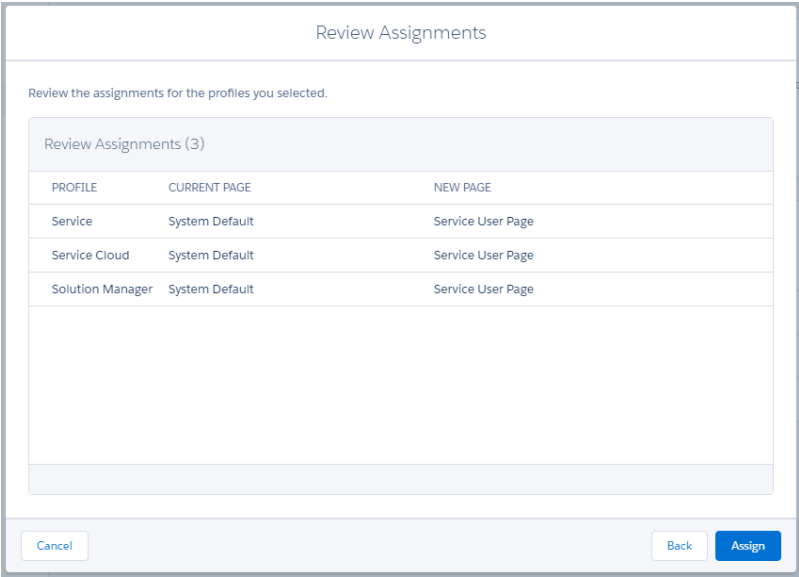 Review Assignments
Review the assignments for the profiles you selected.
Review Assignments (3)
PROFILE CURRENT PAGE NEW PAGE
Service System Default Service User Page
Service Cloud System Default Service User Page
Solution Manager System Default Service User Page
Cancel Back Assign